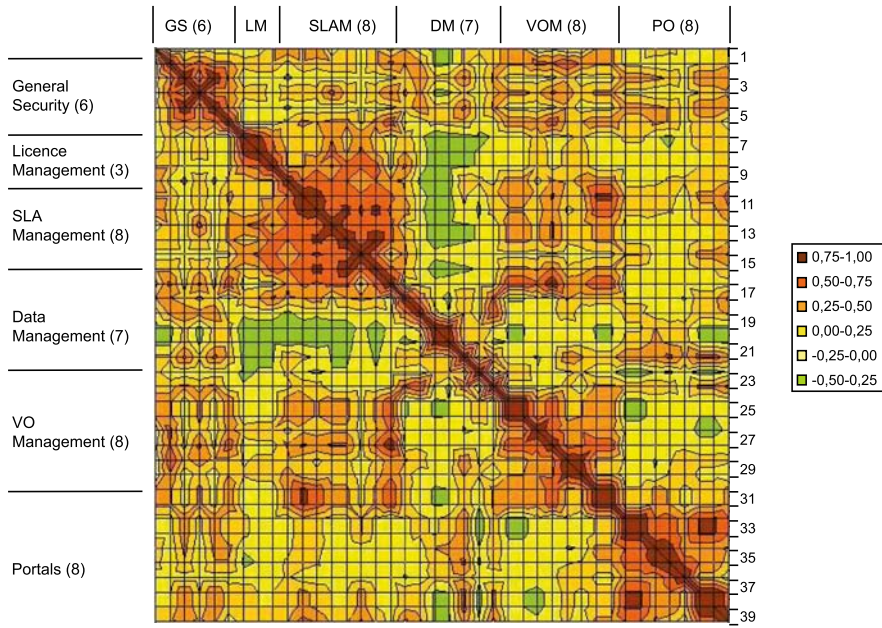 GS (6) LM SLAM (8) DM (7) VOM (8) PO (8)
General
Security (6)
Licence
Management (3)
SLA
Management (8)
Data
Management (7)
VO
Management (8)
Portals (8)
1
3
5
7
9
11
13
15
17
19
21
23
25
27
29
31
33
35
37
39
0,75-1,00
0,50-0,75
0,25-0,50
0,00-0,25
-0,25-0,00
-0,50-0,25